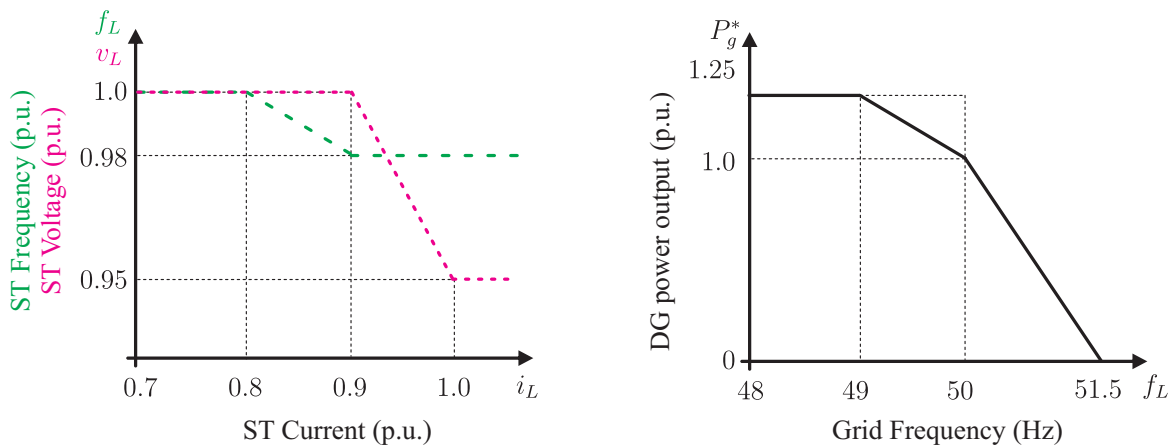 f_L
v_L
1.0
0.98
0.95
0.7
0.8
0.9
1.0
i_L
ST Frequency (p.u.)
ST Voltage (p.u.)
ST Current (p.u.)
P_g^*
1.25
1.0
0
48
49
50
51.5
f_L
DG power output (p.u.)
Grid Frequency (Hz)